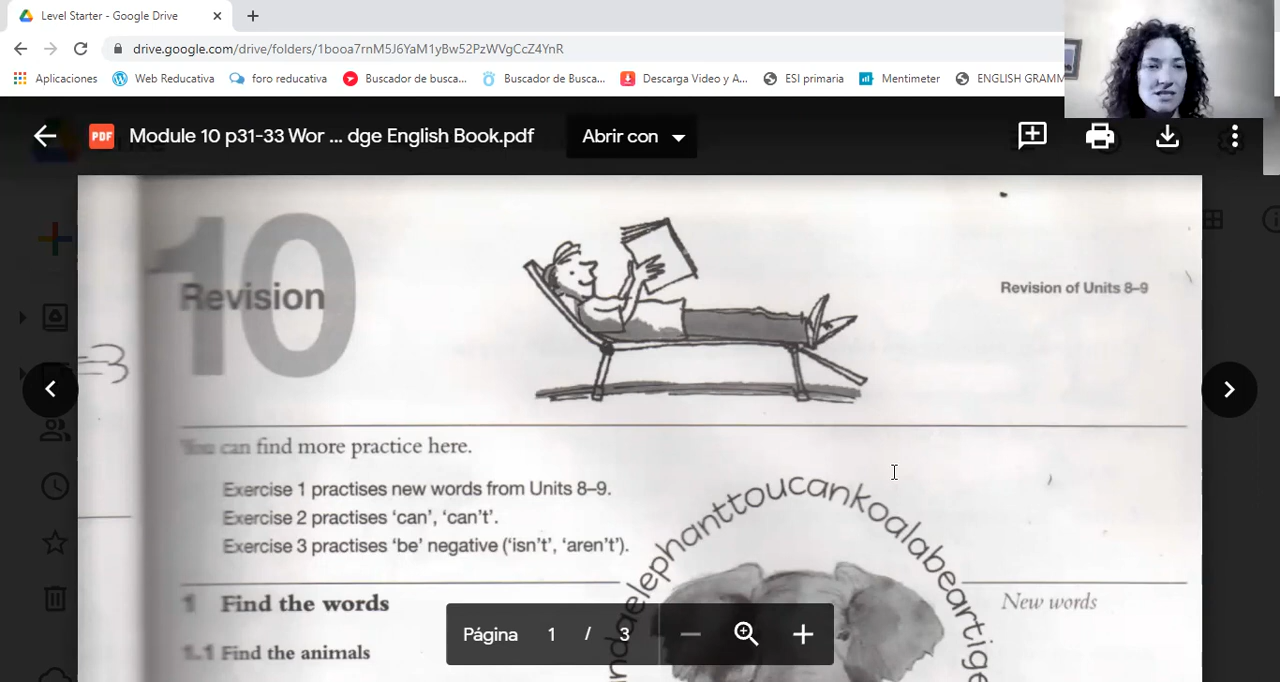 Level Starter - Google Drive
drive.google.com/drive/folders/1booa7rnM5J6YaM1yBw52PzWVgCcZ4YnR
Aplicaciones Web Reducativa foro reducativa Buscador de busca... Buscador de Busca... Descarga Video y A... ESI primaria Mentimeter ENGLISH GRAMM
PDF Module 10 p31-33 Wor ... dge English Book.pdf Abrir con
10
Revision
Revision of Units 8–9
You can find more practice here.
Exercise 1 practises new words from Units 8–9.
Exercise 2 practises 'can', 'can't'.
Exercise 3 practises 'be' negative ('isn't', 'aren't').
ndaelephanttoucankoalabeartige
1 Find the words
New words
1.1 Find the animals
Página 1 / 3